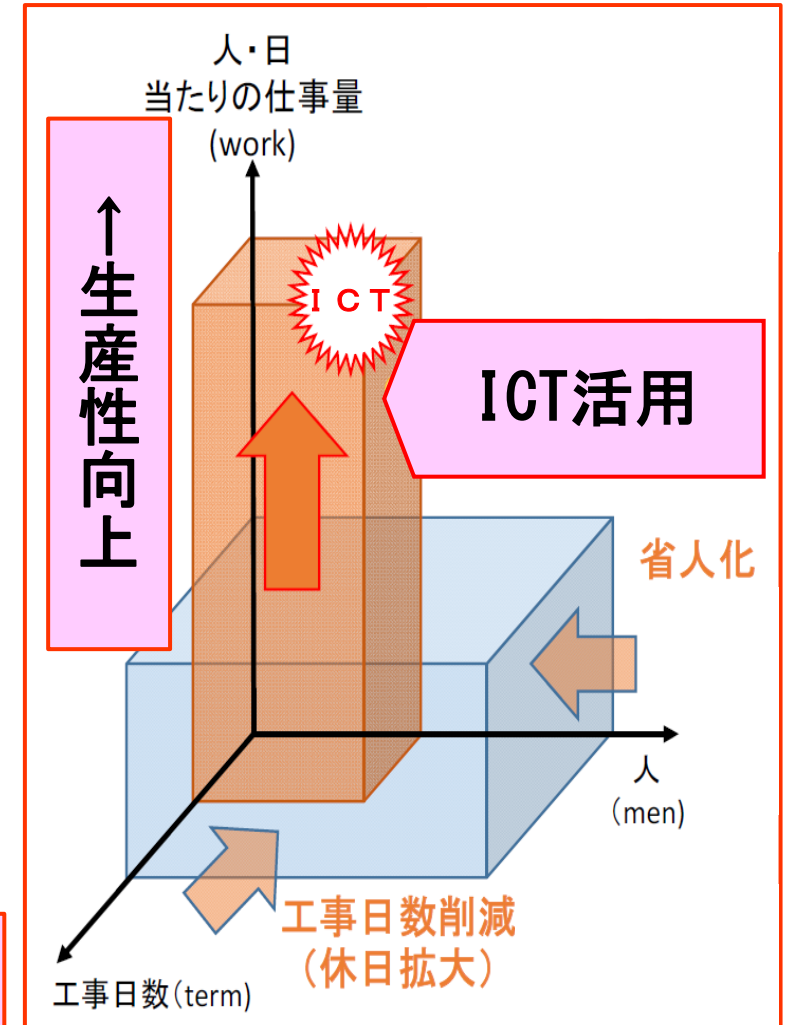 人・日
当たりの仕事量
(work)
↑生産性向上
ICT
ICT活用
省人化
人
(men)
工事日数削減
(休日拡大)
工事日数(term)